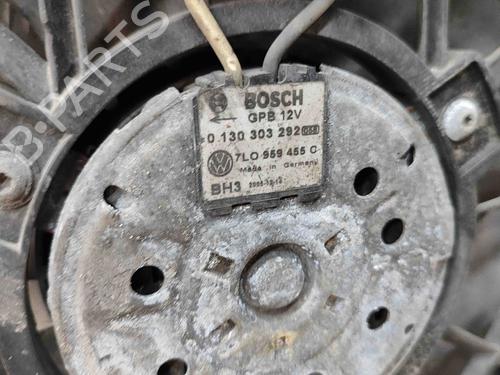 BOSCH
GPB 12V
0 130 303 292
7L0 959 455 C
Made in Germany
BH3
B-PARTS